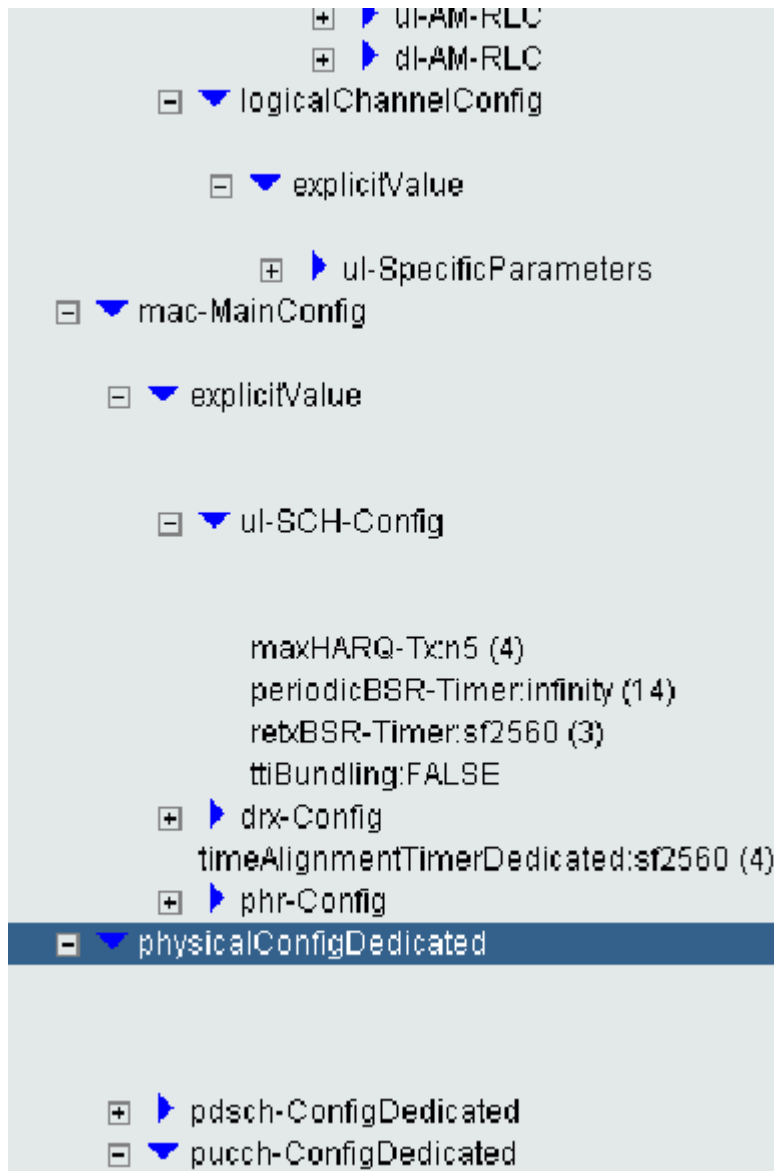 ul-AM-RLC
dl-AM-RLC
logicalChannelConfig
explicitValue
ul-SpecificParameters
mac-MainConfig
explicitValue
ul-SCH-Config
maxHARQ-Tx:n5 (4)
periodicBSR-Timer:infinity (14)
retxBSR-Timer:sf2560 (3)
ttiBundling:FALSE
drx-Config
timeAlignmentTimerDedicated:sf2560 (4)
phr-Config
physicalConfigDedicated
pdsch-ConfigDedicated
pucch-ConfigDedicated